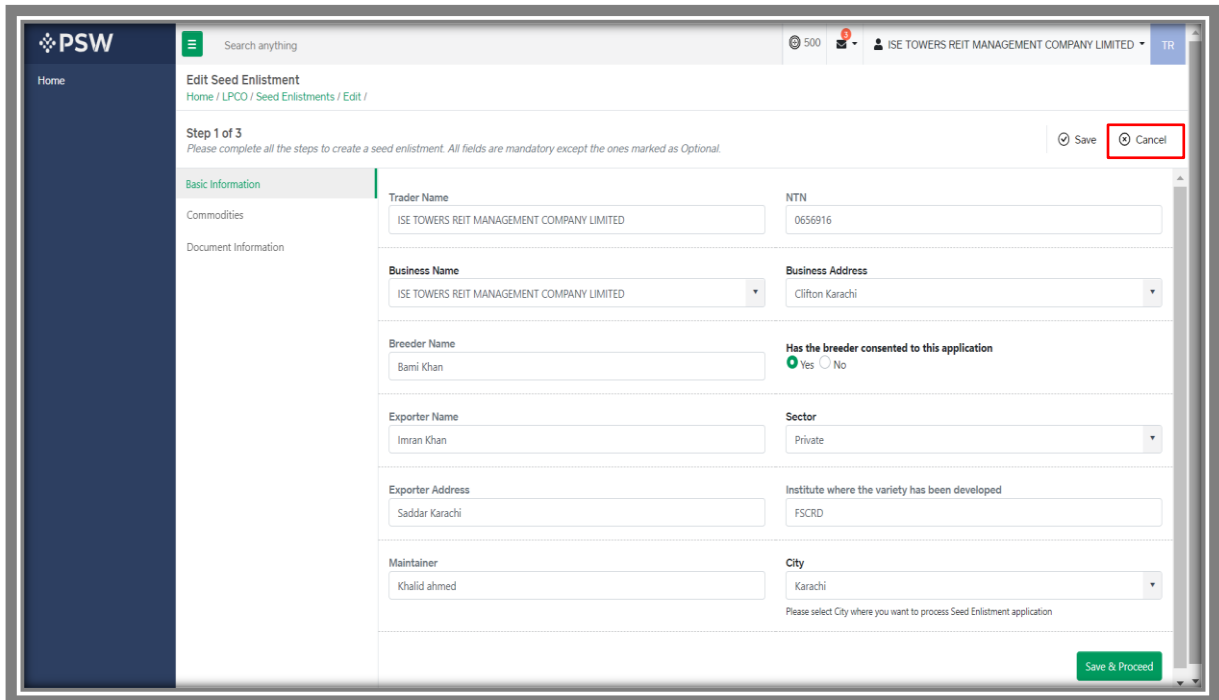 PSW
Search anything
500
3
ISE TOWERS REIT MANAGEMENT COMPANY LIMITED
TR
Home
Edit Seed Enlistment
Home / LPCO / Seed Enlistments / Edit /
Step 1 of 3
Please complete all the steps to create a seed enlistment. All fields are mandatory except the ones marked as Optional.
Save
Cancel
Basic Information
Commodities
Document Information
Trader Name
ISE TOWERS REIT MANAGEMENT COMPANY LIMITED
NTN
0656916
Business Name
ISE TOWERS REIT MANAGEMENT COMPANY LIMITED
Business Address
Clifton Karachi
Breeder Name
Bami Khan
Has the breeder consented to this application
Yes No
Exporter Name
Imran Khan
Sector
Private
Exporter Address
Saddar Karachi
Institute where the variety has been developed
FSCRD
Maintainer
Khalid ahmed
City
Karachi
Please select City where you want to process Seed Enlistment application
Save & Proceed